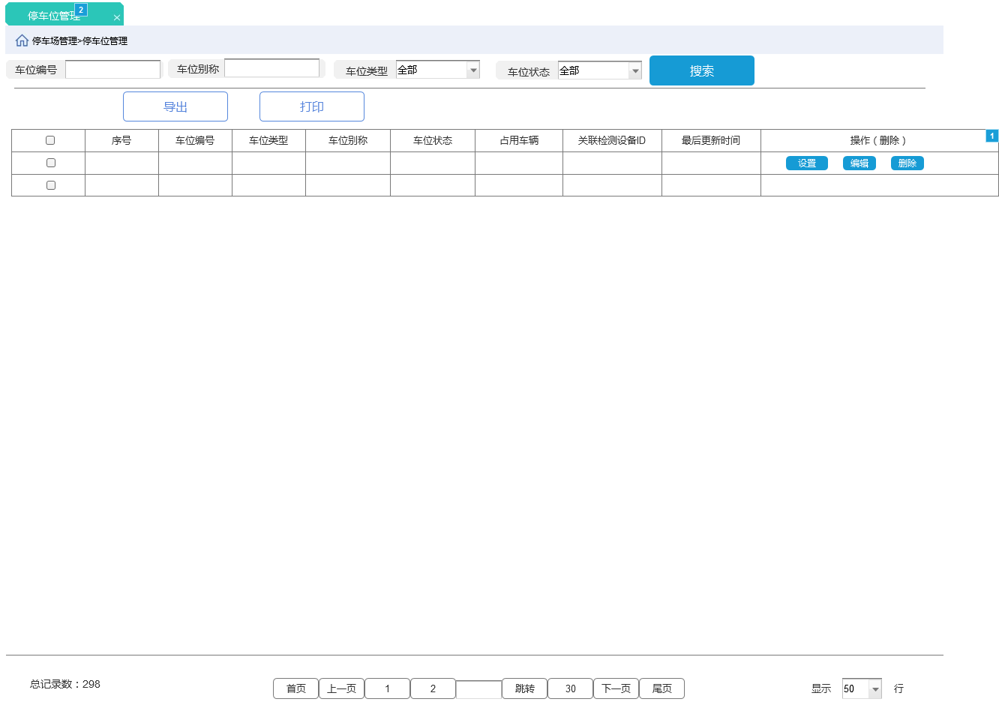 停车位管理 2 ×
停车场管理>停车位管理
车位编号 车位别称 车位类型 全部 车位状态 全部 搜索
导出 打印
序号 车位编号 车位类型 车位别称 车位状态 占用车辆 关联检测设备ID 最后更新时间 操作（删除） 1
设置 编辑 删除
总记录数：298 首页 上一页 1 2 跳转 30 下一页 尾页 显示 50 行